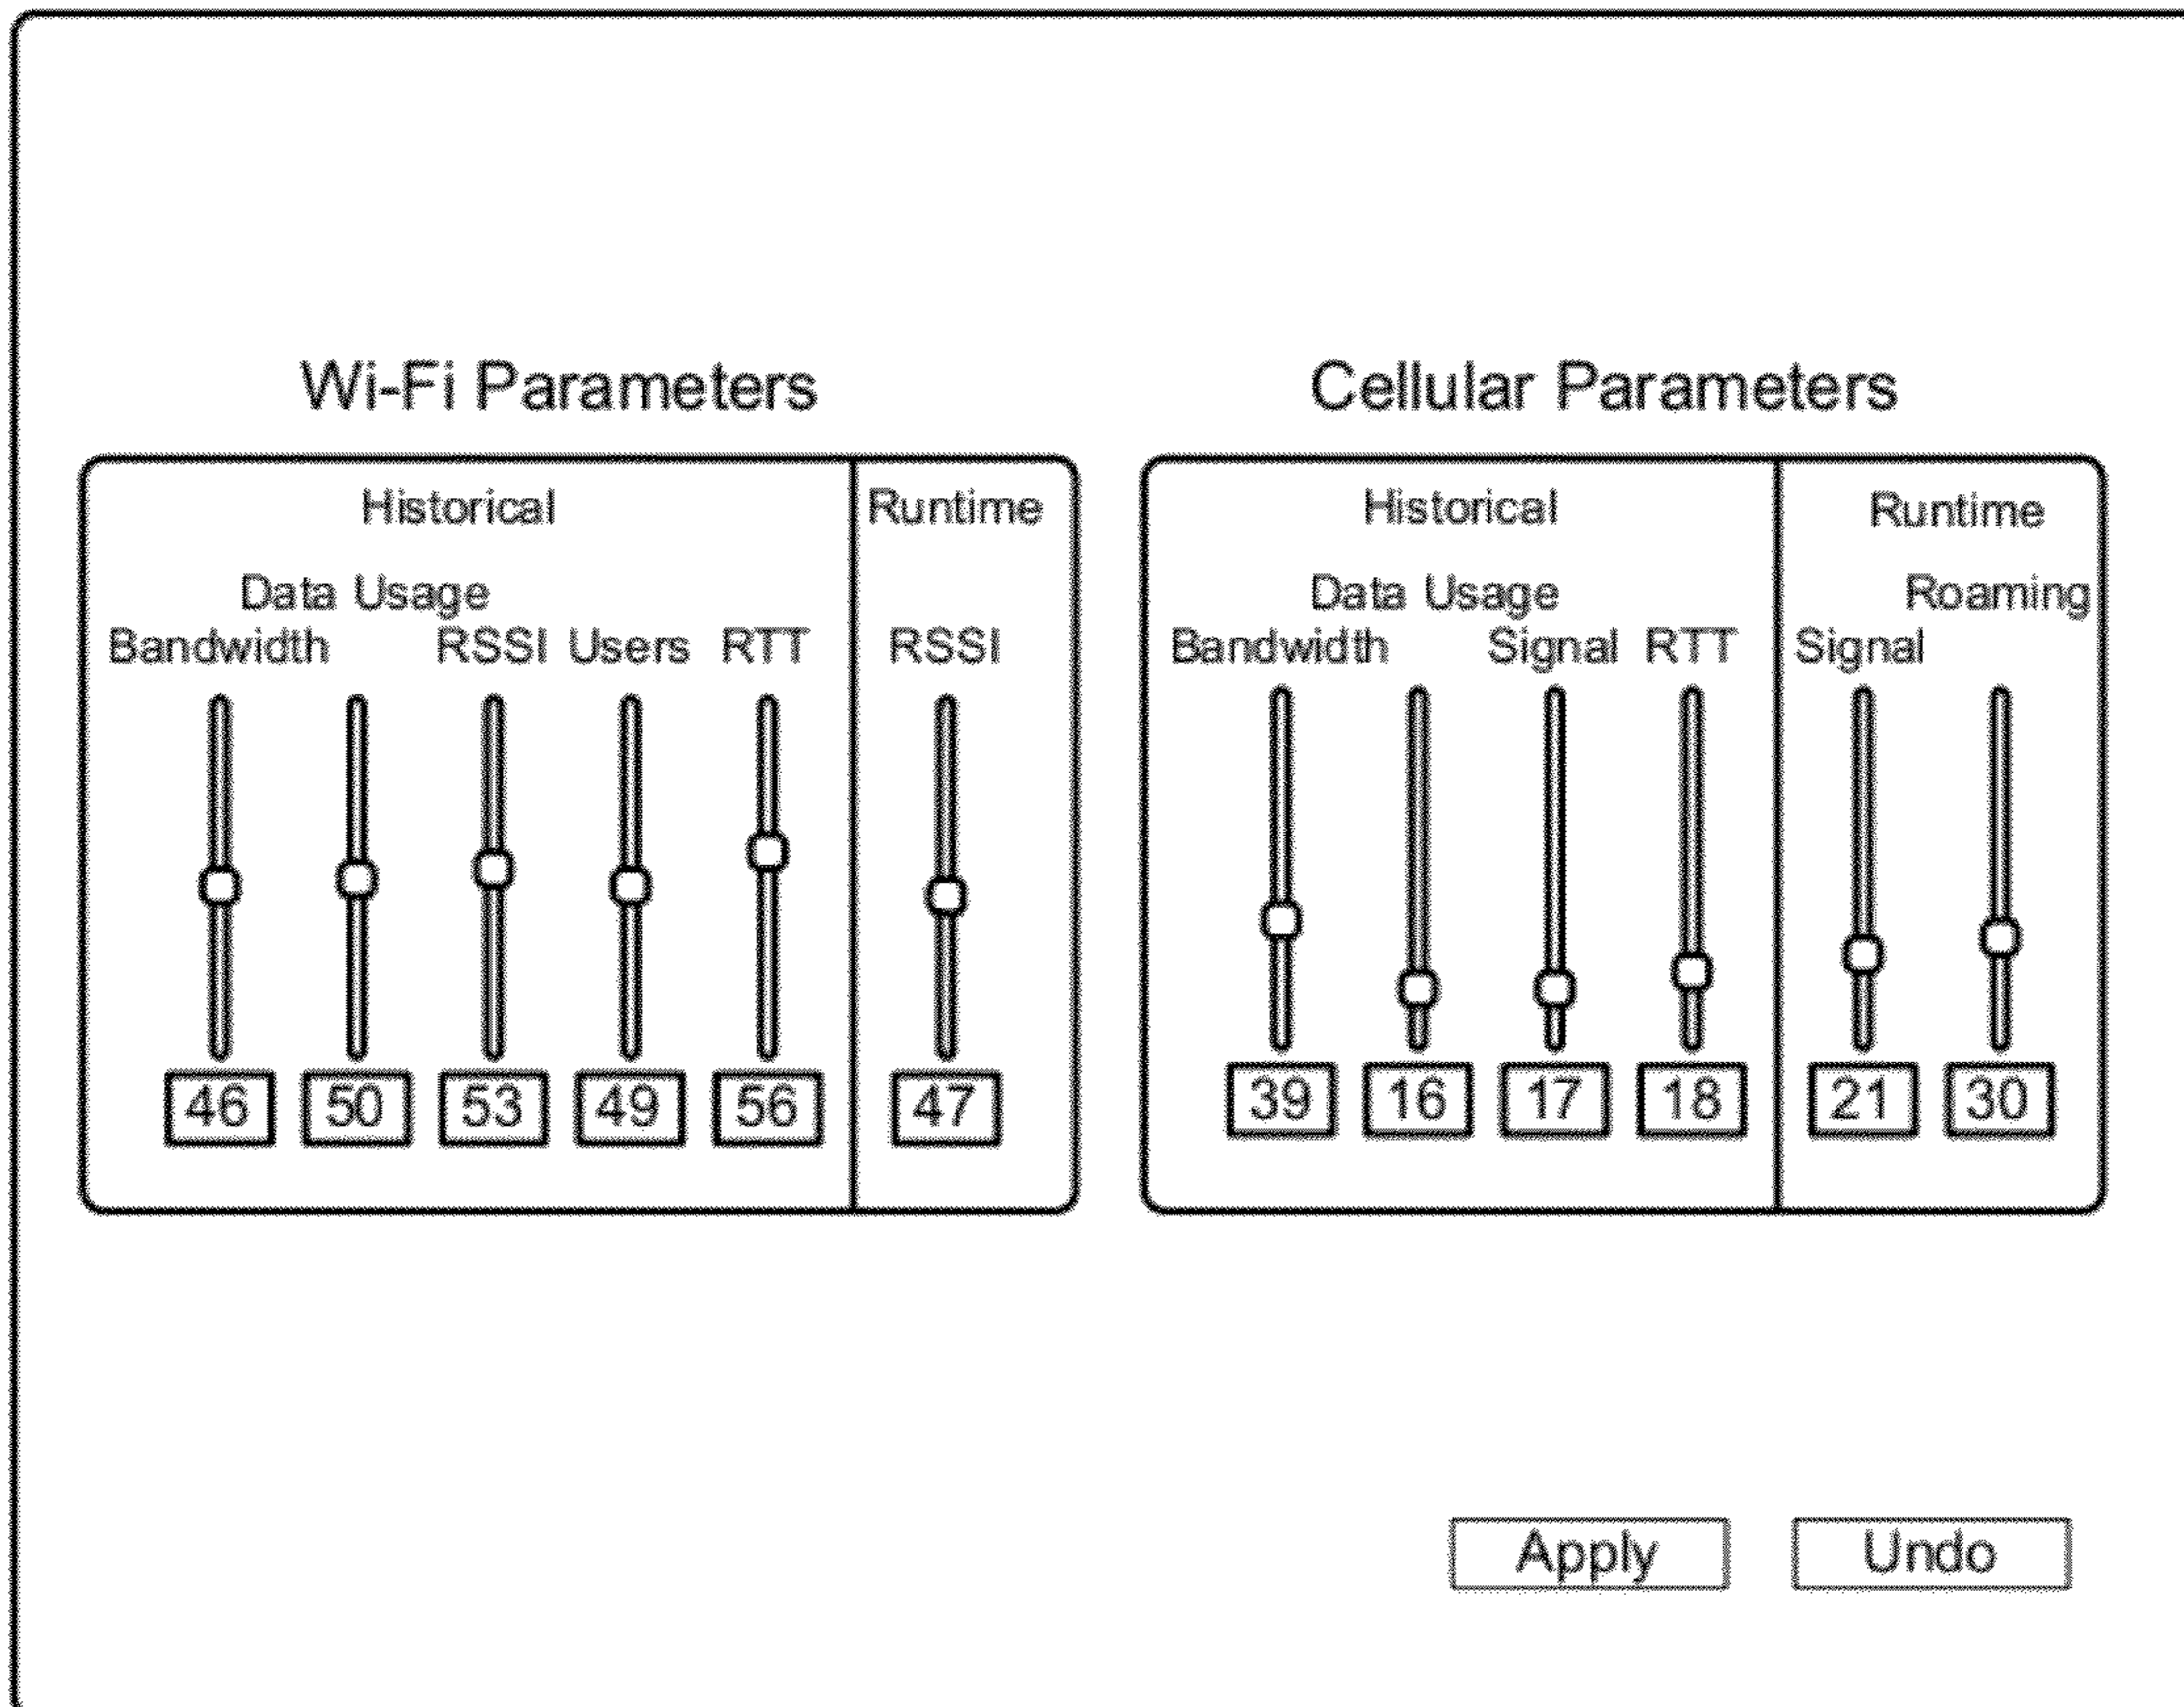 Wi-Fi Parameters
Historical
Runtime
Data Usage
Bandwidth RSSI Users RTT RSSI
46 50 53 49 56 47
Cellular Parameters
Historical
Runtime
Data Usage
Roaming
Bandwidth Signal RTT Signal
39 16 17 18 21 30
Apply
Undo